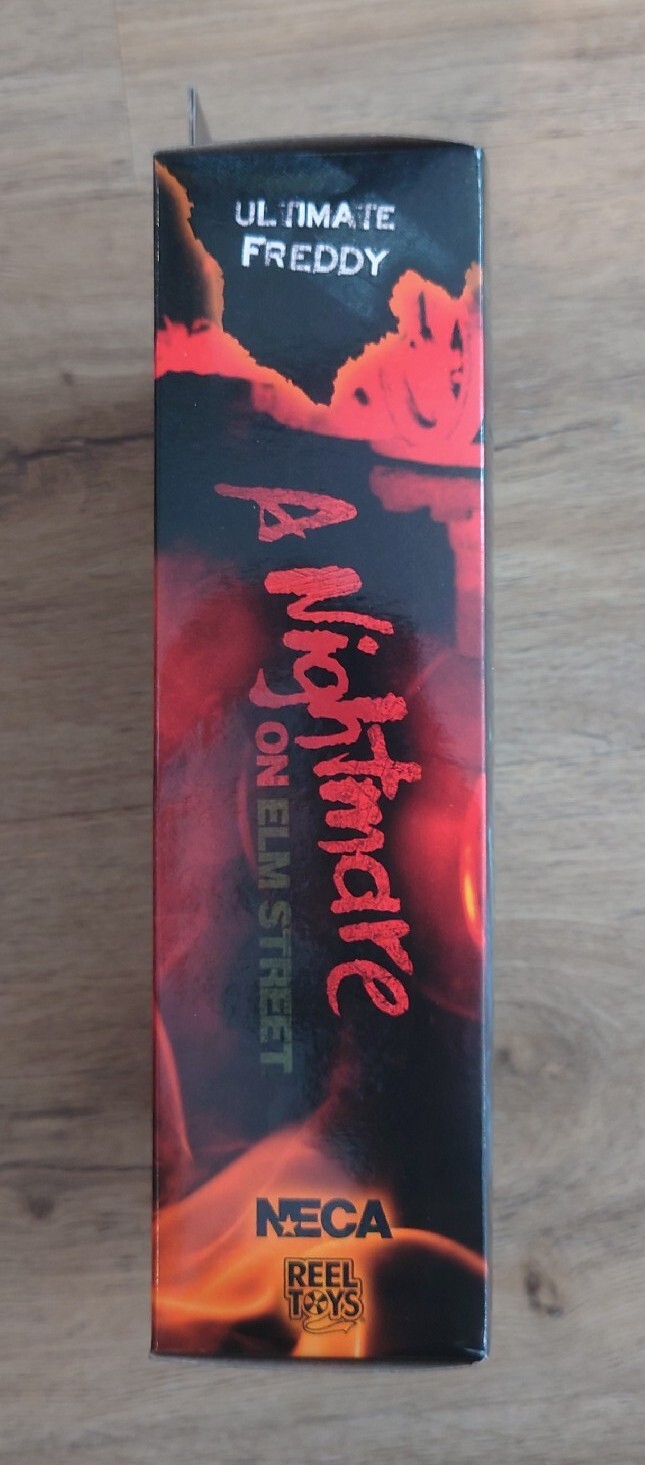 ULTIMATE
FREDDY
A Nightmare
ON ELM STREET
NECA
REEL
TOYS